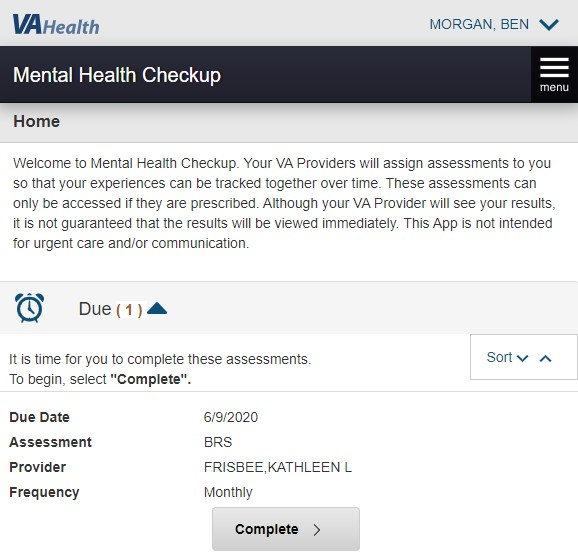 VA Health
MORGAN, BEN
Mental Health Checkup
menu
Home
Welcome to Mental Health Checkup. Your VA Providers will assign assessments to you
so that your experiences can be tracked together over time. These assessments can
only be accessed if they are prescribed. Although your VA Provider will see your results,
it is not guaranteed that the results will be viewed immediately. This App is not intended
for urgent care and/or communication.
Due ( 1 )
Sort
It is time for you to complete these assessments.
To begin, select "Complete".
Due Date 6/9/2020
Assessment BRS
Provider FRISBEE,KATHLEEN L
Frequency Monthly
Complete